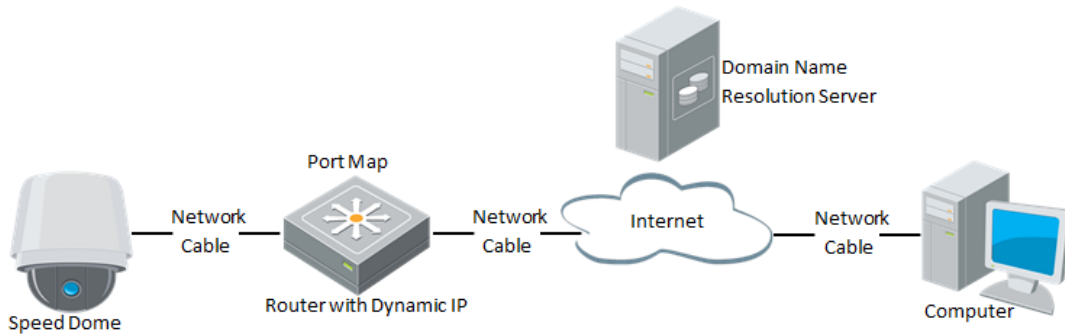 Domain Name
Resolution Server
Port Map
Network
Cable
Network
Cable
Internet
Network
Cable
Speed Dome
Router with Dynamic IP
Computer